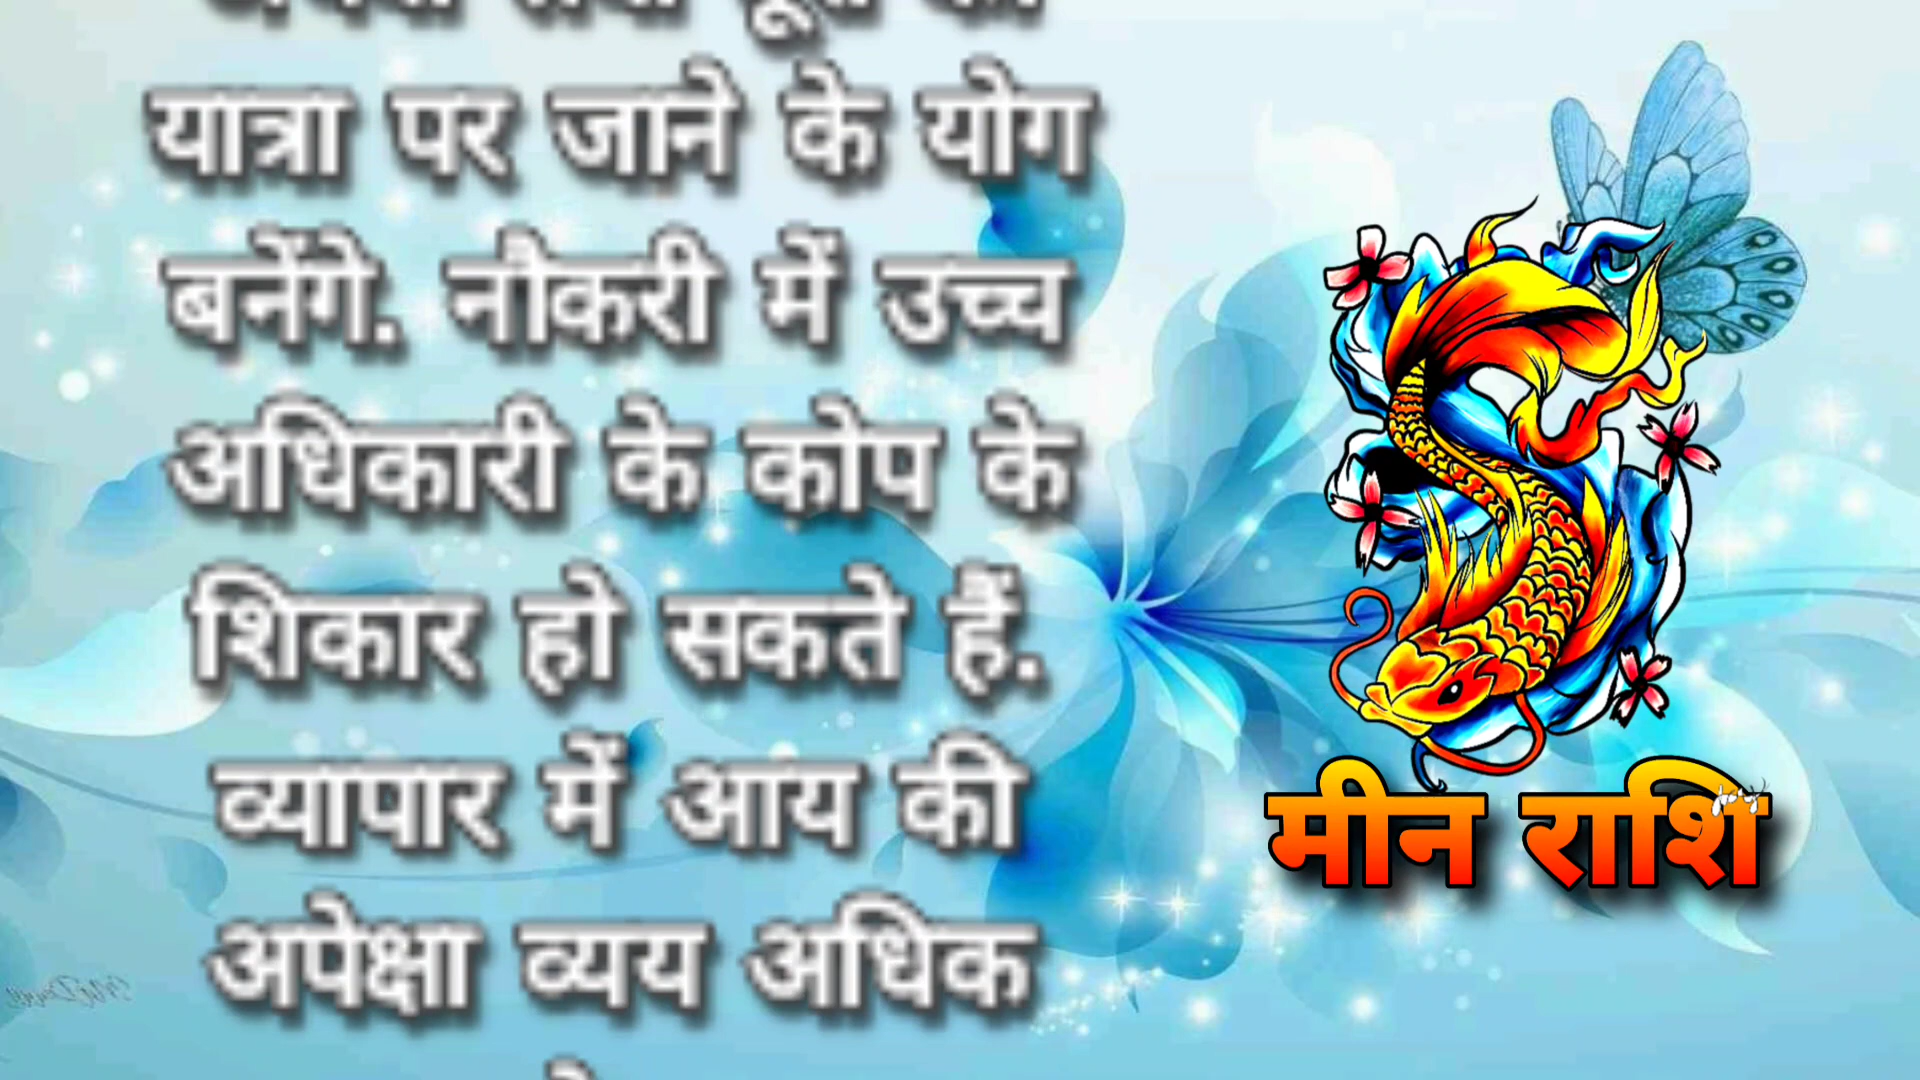 यात्रा पर जाने के योग
बनेंगे. नौकरी में उच्च
अधिकारी के कोप के
शिकार हो सकते हैं.
व्यापार में आय की
अपेक्षा व्यय अधिक
मीन राशि